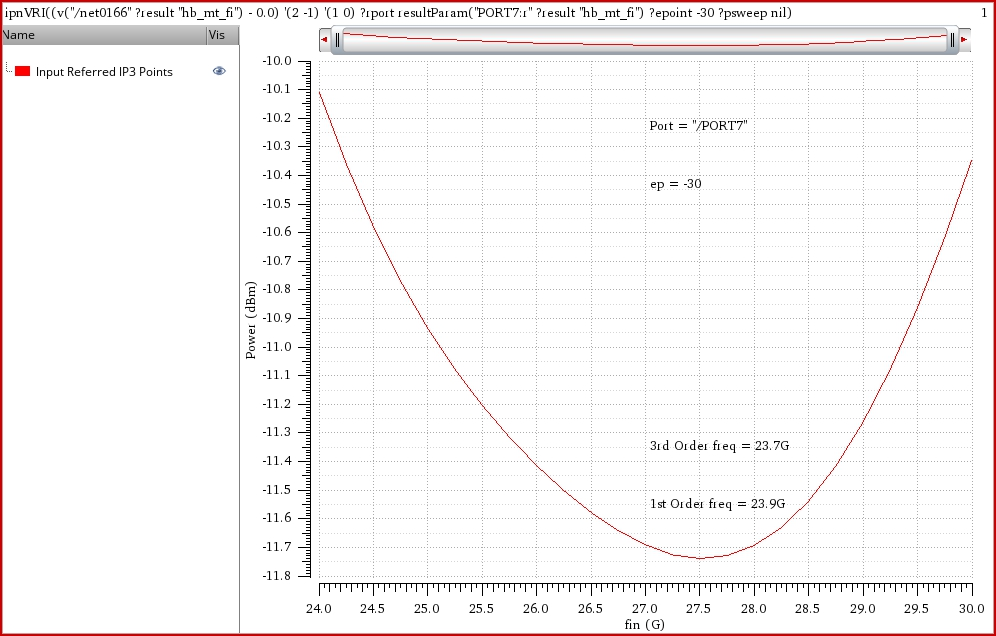 ipnVRI((v("/net0166" ?result "hb_mt_fi") - 0.0) '(2 -1) '(1 0) ?rport resultParam("PORT7:r" ?result "hb_mt_fi") ?epoint -30 ?psweep nil) 1
Name Vis
Input Referred IP3 Points
-10.0
-10.1
-10.2
-10.3
-10.4
-10.5
-10.6
-10.7
-10.8
-10.9
-11.0
-11.1
-11.2
-11.3
-11.4
-11.5
-11.6
-11.7
-11.8
Power (dBm)
Port = "/PORT7"
ep = -30
3rd Order freq = 23.7G
1st Order freq = 23.9G
24.0 24.5 25.0 25.5 26.0 26.5 27.0 27.5 28.0 28.5 29.0 29.5 30.0
fin (G)